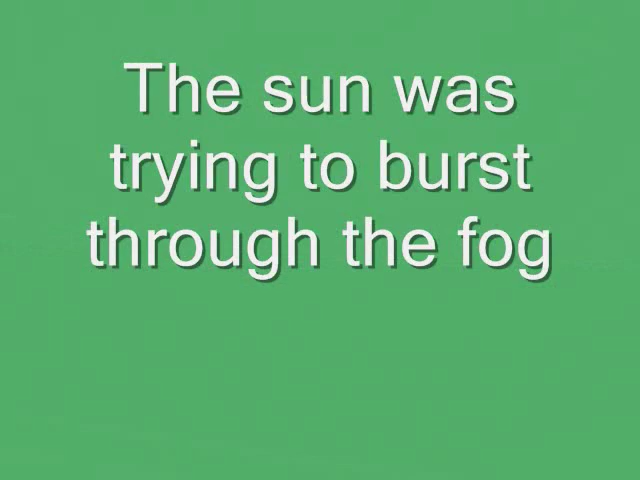 The sun was
trying to burst
through the fog